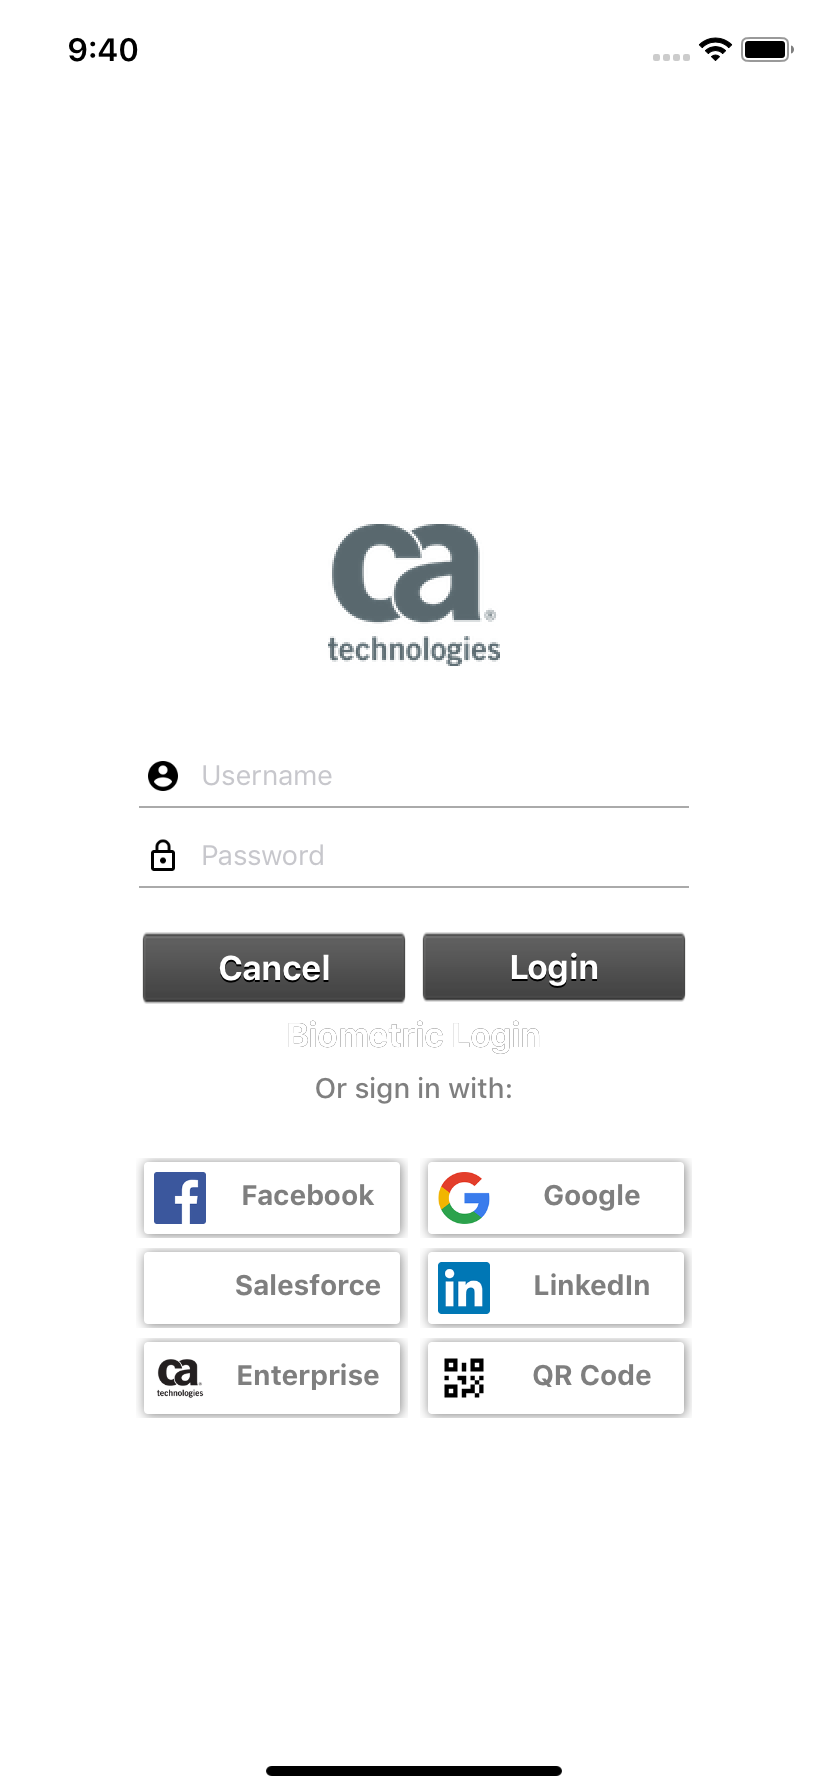 9:40
ca®
technologies
Username
Password
Cancel
Login
Biometric Login
Or sign in with:
Facebook
Google
Salesforce
LinkedIn
ca technologies
Enterprise
QR Code